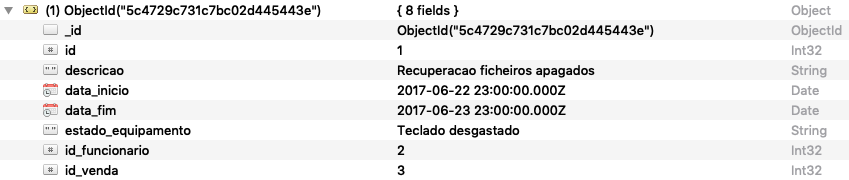 (1) ObjectId("5c4729c731c7bc02d445443e") { 8 fields } Object
_id ObjectId("5c4729c731c7bc02d445443e") ObjectId
# id 1 Int32
" " descricao Recuperacao ficheiros apagados String
data_inicio 2017-06-22 23:00:00.000Z Date
data_fim 2017-06-23 23:00:00.000Z Date
" " estado_equipamento Teclado desgastado String
# id_funcionario 2 Int32
# id_venda 3 Int32